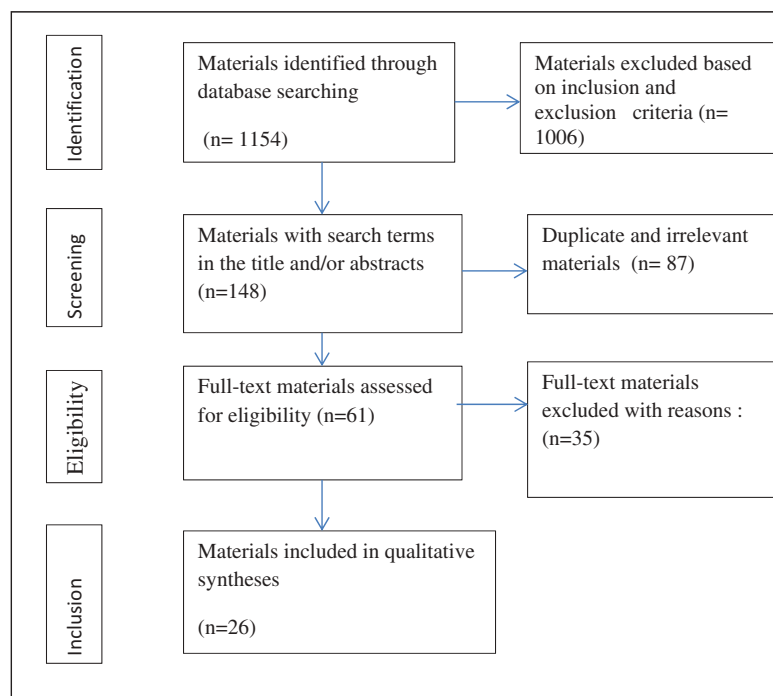 Identification
Materials identified through
database searching
(n= 1154)
Materials excluded based
on inclusion and
exclusion criteria (n=
1006)
Screening
Materials with search terms
in the title and/or abstracts
(n=148)
Duplicate and irrelevant
materials (n= 87)
Eligibility
Full-text materials assessed
for eligibility (n=61)
Full-text materials
excluded with reasons :
(n=35)
Inclusion
Materials included in qualitative
syntheses
(n=26)